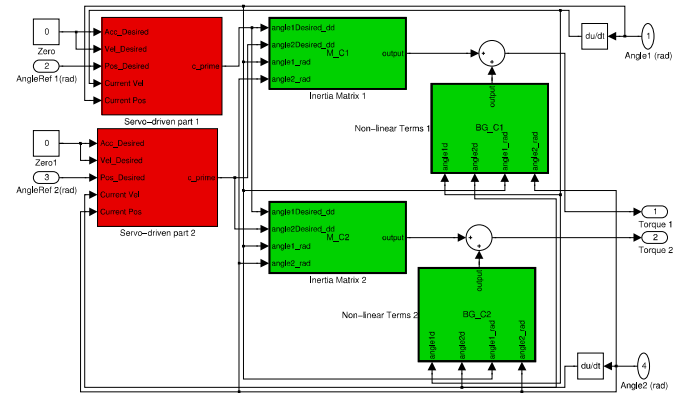 0
Zero
2
AngleRef 1(rad)
Acc_Desired
Vel_Desired
Pos_Desired
Current Vel
Current Pos
c_prime
Servo-driven part 1
angle1Desired_dd
angle2Desired_dd
angle1_rad
angle2_rad
M_C1
output
Inertia Matrix 1
du/dt
1
Angle1 (rad)
output
BG_C1
angle1d
angle2d
angle1_rad
angle2_rad
Non-linear Terms 1
0
Zero1
3
AngleRef 2(rad)
Acc_Desired
Vel_Desired
Pos_Desired
Current Vel
Current Pos
c_prime
Servo-driven part 2
angle1Desired_dd
angle2Desired_dd
angle1_rad
angle2_rad
M_C2
output
Inertia Matrix 2
1
Torque 1
2
Torque 2
output
BG_C2
angle1d
angle2d
angle1_rad
angle2_rad
Non-linear Terms 2
du/dt
4
Angle2 (rad)